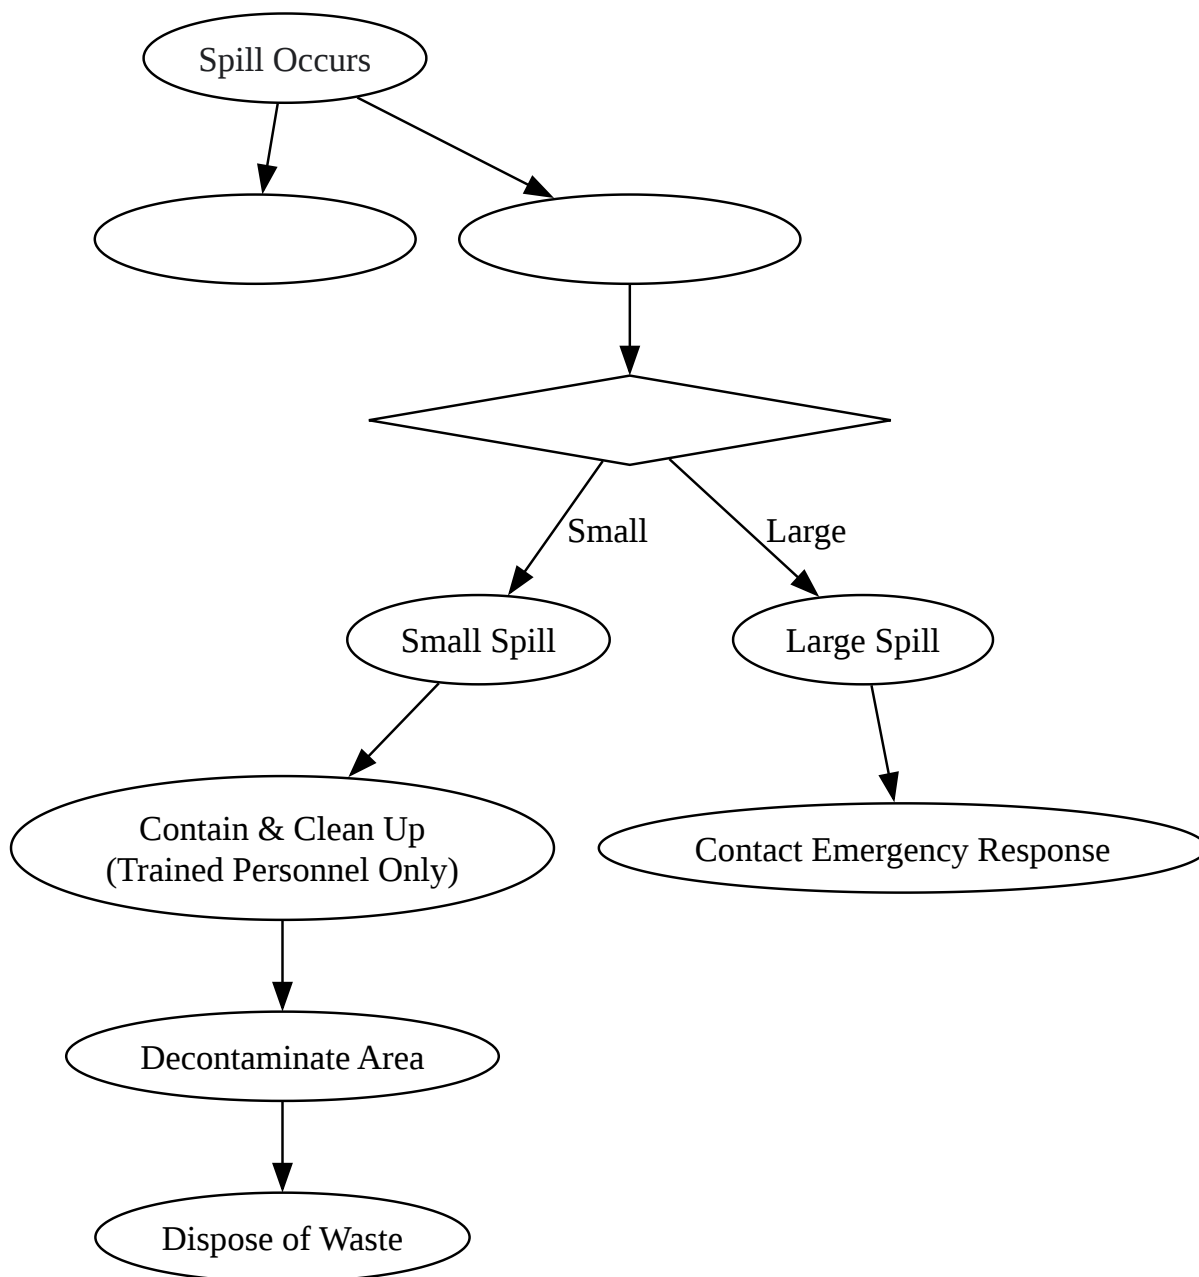 Spill Occurs
Small
Large
Small Spill
Large Spill
Contain & Clean Up
(Trained Personnel Only)
Contact Emergency Response
Decontaminate Area
Dispose of Waste